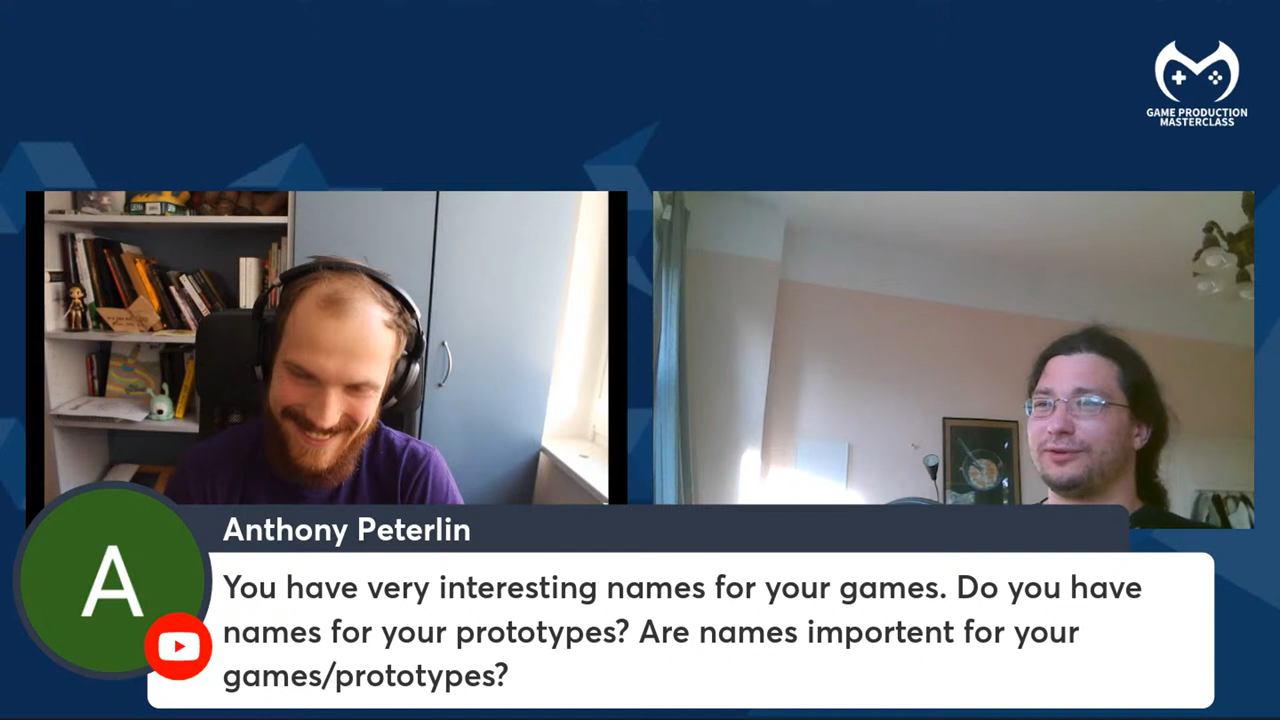 GAME PRODUCTION
MASTERCLASS
Anthony Peterlin
A
You have very interesting names for your games. Do you have
names for your prototypes? Are names importent for your
games/prototypes?